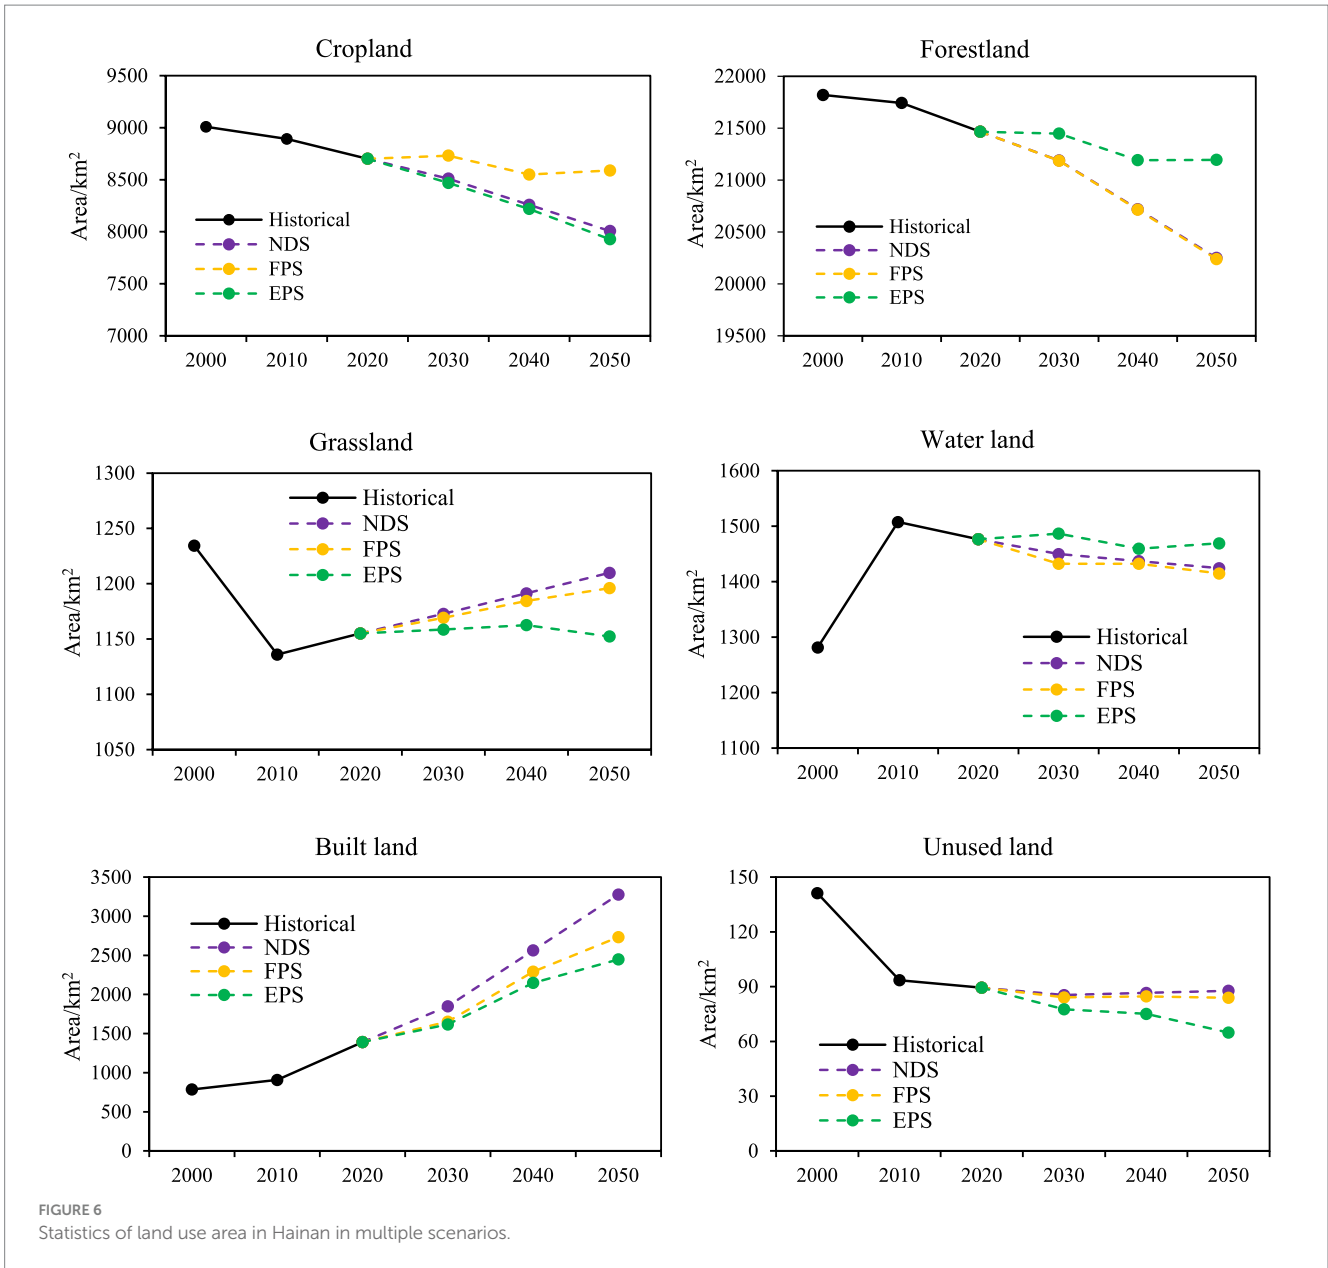 Cropland
9500
9000
8500
8000
7500
7000
Area/km²
Historical
NDS
FPS
EPS
2000 2010 2020 2030 2040 2050
Forestland
22000
21500
21000
20500
20000
19500
Area/km²
Historical
NDS
FPS
EPS
2000 2010 2020 2030 2040 2050
Grassland
1300
1250
1200
1150
1100
1050
Area/km²
Historical
NDS
FPS
EPS
2000 2010 2020 2030 2040 2050
Water land
1600
1500
1400
1300
1200
1100
Area/km²
Historical
NDS
FPS
EPS
2000 2010 2020 2030 2040 2050
Built land
3500
3000
2500
2000
1500
1000
500
0
Area/km²
Historical
NDS
FPS
EPS
2000 2010 2020 2030 2040 2050
Unused land
150
120
90
60
30
0
Area/km²
Historical
NDS
FPS
EPS
2000 2010 2020 2030 2040 2050
FIGURE 6
Statistics of land use area in Hainan in multiple scenarios.